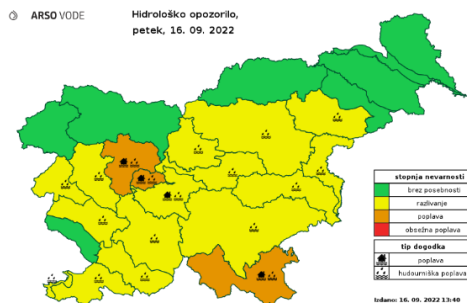 ARSO VODE
Hidrološko opozorilo,
petek, 16. 09. 2022
stopnja nevarnosti
brez posebnosti
razlivanje
poplava
obsežna poplava
tip dogodka
poplava
hudourniška poplava
Izdano: 16. 09. 2022 13:40